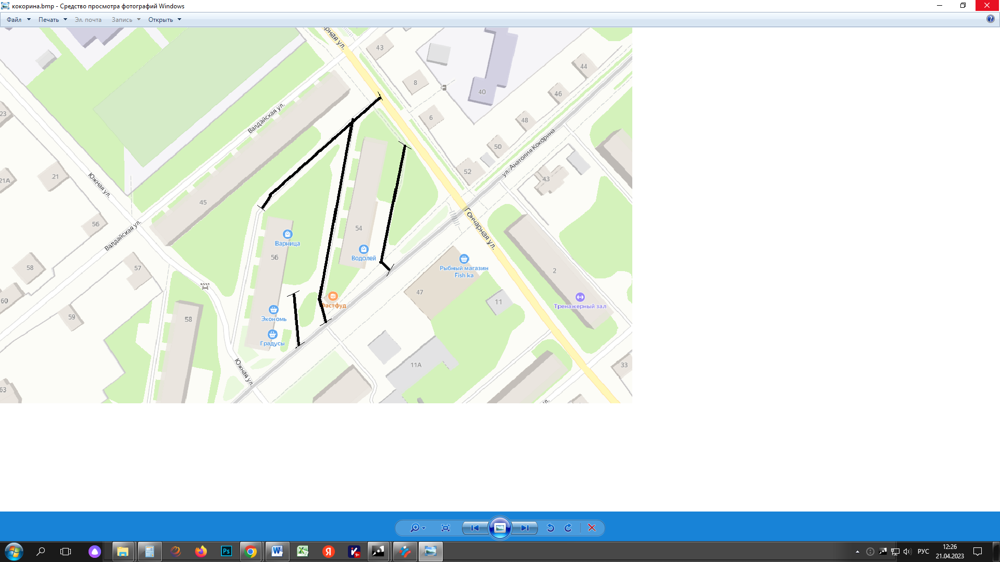 кокорина.bmp - Средство просмотра фотографий Windows
Файл Печать Эл. почта Запись Открыть
рная ул.
43
44
8
40
46
23
Валдайская ул.
6
48
50
ул. Анатолия Кокорина
52
43
21А
21
Южная ул.
45
Гончарная ул.
56
Валдайская ул.
54
Варница
56
Водолей
Рыбный магазин
Fish ka
58
57
2
47
60
Фастфуд
11
Тренажерный зал
59
58
Экономь
Градусы
Южная ул.
11А
33
63
л.
Ps
9+
РУС
12:26
21.04.2023